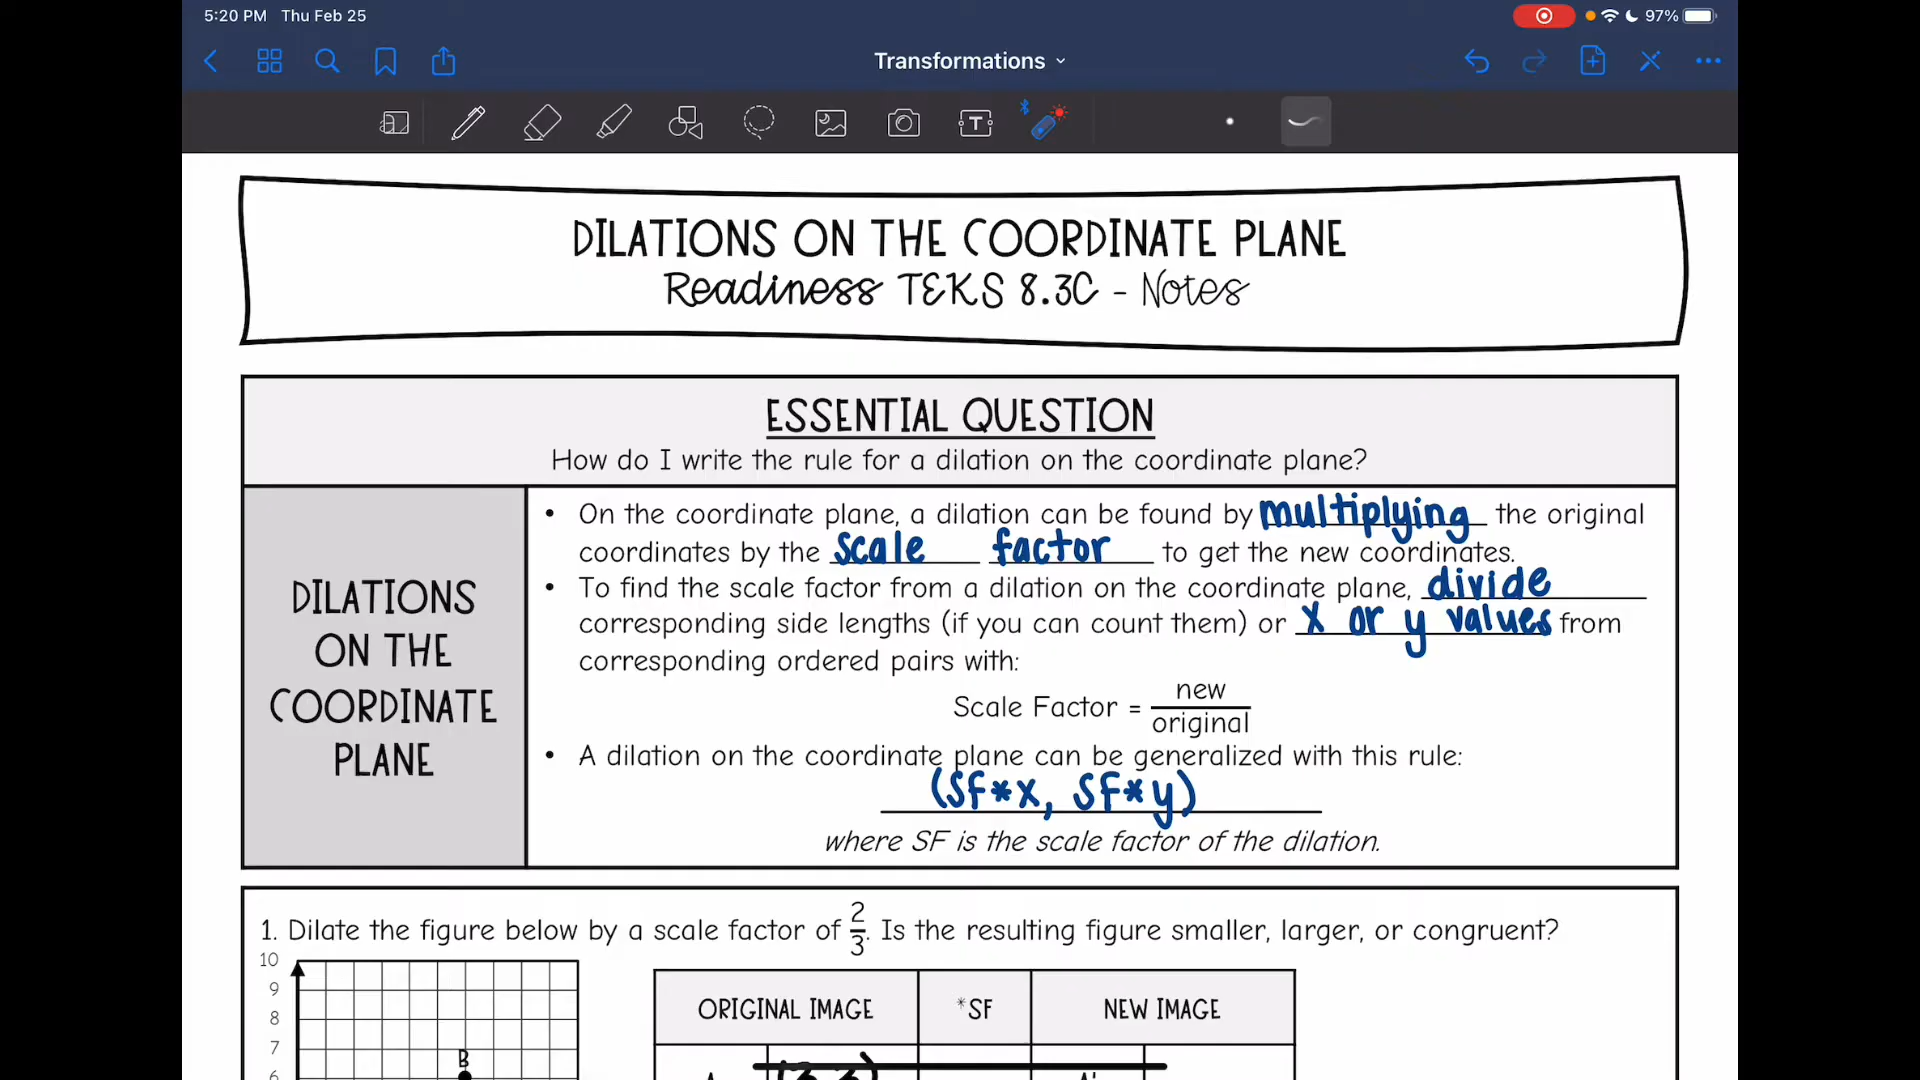 5:20 PM Thu Feb 25
97%
Transformations
T
DILATIONS ON THE COORDINATE PLANE
Readiness TEKS 8.3C - Notes
ESSENTIAL QUESTION
How do I write the rule for a dilation on the coordinate plane?
DILATIONS
ON THE
COORDINATE
PLANE
• On the coordinate plane, a dilation can be found by multiplying the original
coordinates by the scale factor to get the new coordinates.
• To find the scale factor from a dilation on the coordinate plane, divide
corresponding side lengths (if you can count them) or x or y values from
corresponding ordered pairs with:
Scale Factor = new/original
• A dilation on the coordinate plane can be generalized with this rule:
(SF*x, SF*y)
where SF is the scale factor of the dilation.
1. Dilate the figure below by a scale factor of 2/3. Is the resulting figure smaller, larger, or congruent?
10
9
8
7
B
ORIGINAL IMAGE *SF NEW IMAGE